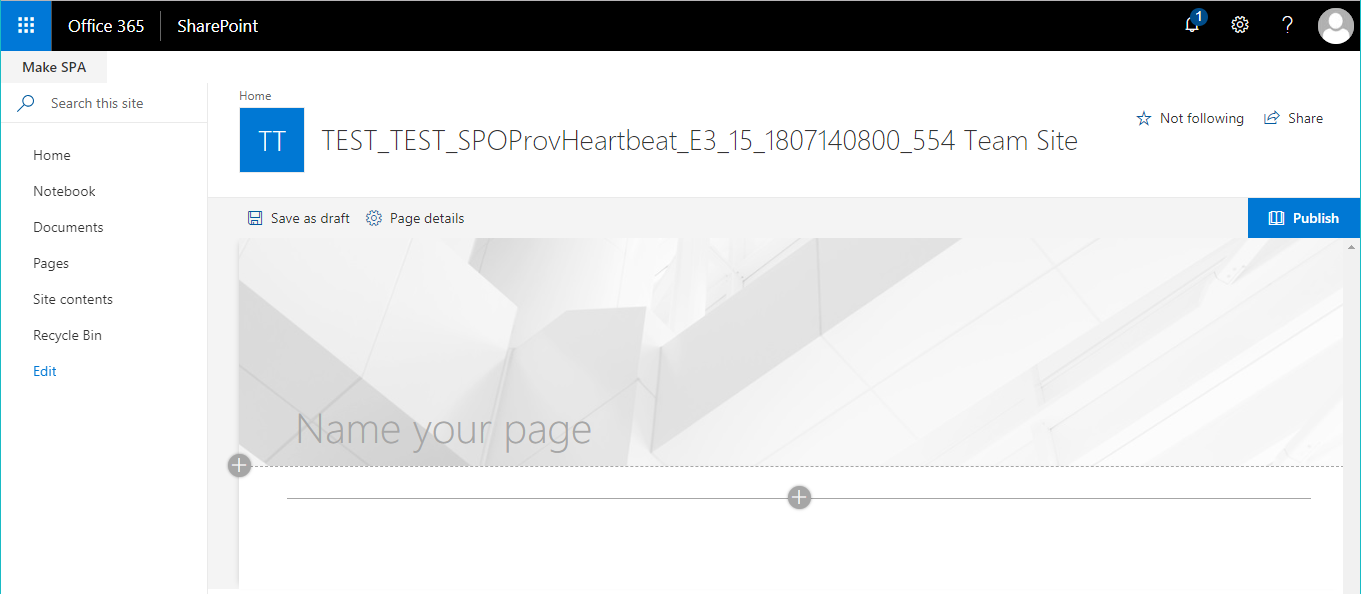 Office 365 SharePoint 1 ?
Make SPA
Search this site
Home
Notebook
Documents
Pages
Site contents
Recycle Bin
Edit
Home
TT TEST_TEST_SPOProvHeartbeat_E3_15_1807140800_554 Team Site
Not following Share
Save as draft Page details Publish
Name your page